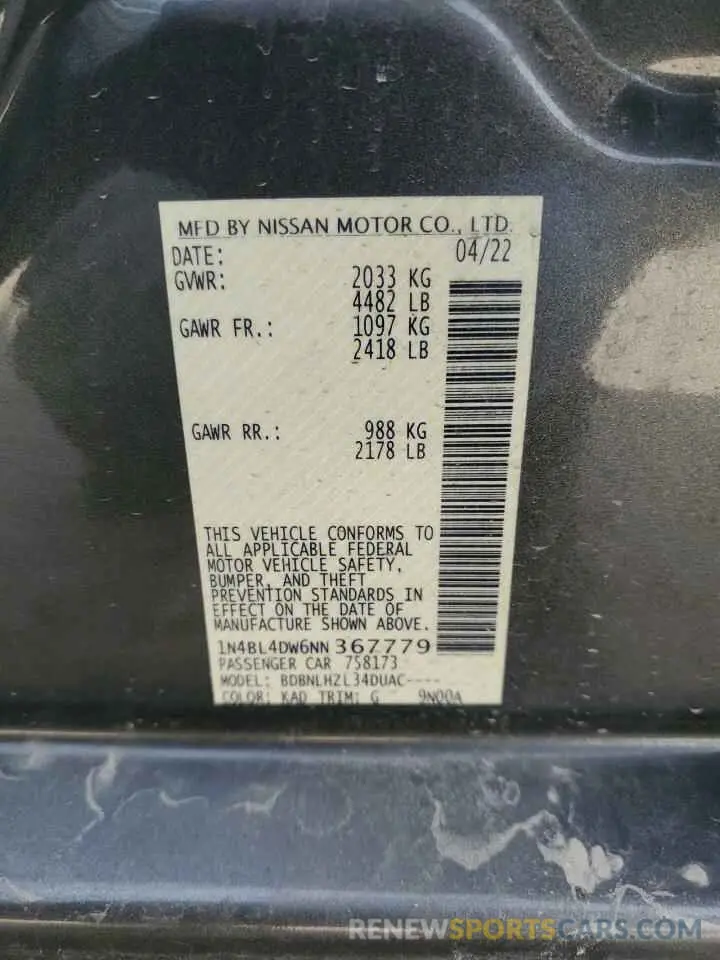 MFD BY NISSAN MOTOR CO., LTD.
DATE: 04/22
GVWR: 2033 KG
4482 LB
GAWR FR.: 1097 KG
2418 LB
GAWR RR.: 988 KG
2178 LB
THIS VEHICLE CONFORMS TO
ALL APPLICABLE FEDERAL
MOTOR VEHICLE SAFETY,
BUMPER, AND THEFT
PREVENTION STANDARDS IN
EFFECT ON THE DATE OF
MANUFACTURE SHOWN ABOVE.
1N4BL4DW6NN367779
PASSENGER CAR 758173
MODEL: BDBNLHZL34DUAC----
COLOR: KAD TRIM: G 9N00A
RENEWSPORTSCARS.COM